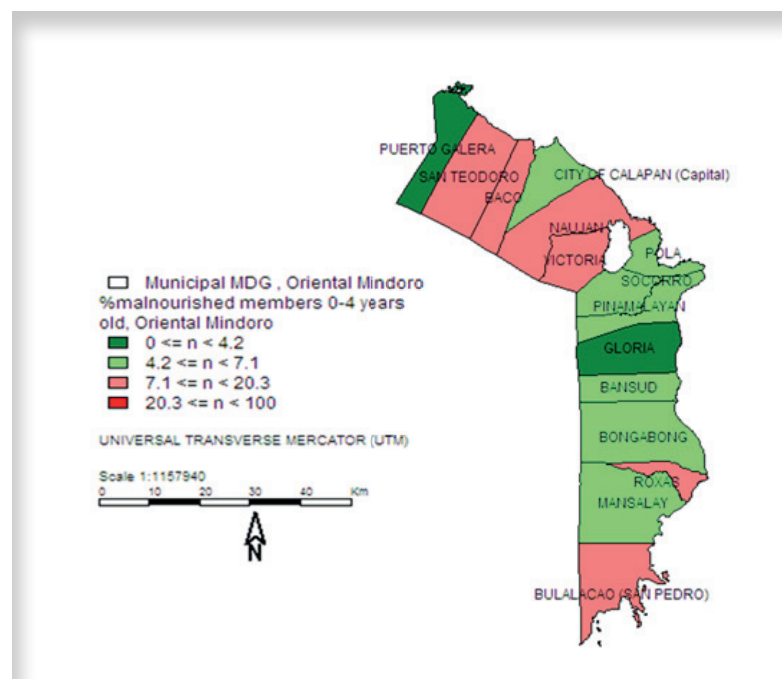 PUERTO GALERA
SAN TEODORO
CITY OF CALAPAN (Capital)
BACO
NAUJAN
POLA
VICTORIA
SOCORRO
PINAMALAYAN
GLORIA
BANSUD
BONGABONG
ROXAS
MANSALAY
BULALACAO (SAN PEDRO)
Municipal MDG , Oriental Mindoro
%malnourished members 0-4 years
old, Oriental Mindoro
0 <= n < 4.2
4.2 <= n < 7.1
7.1 <= n < 20.3
20.3 <= n < 100
UNIVERSAL TRANSVERSE MERCATOR (UTM)
Scale 1:1157940
0 10 20 30 40 Km
N